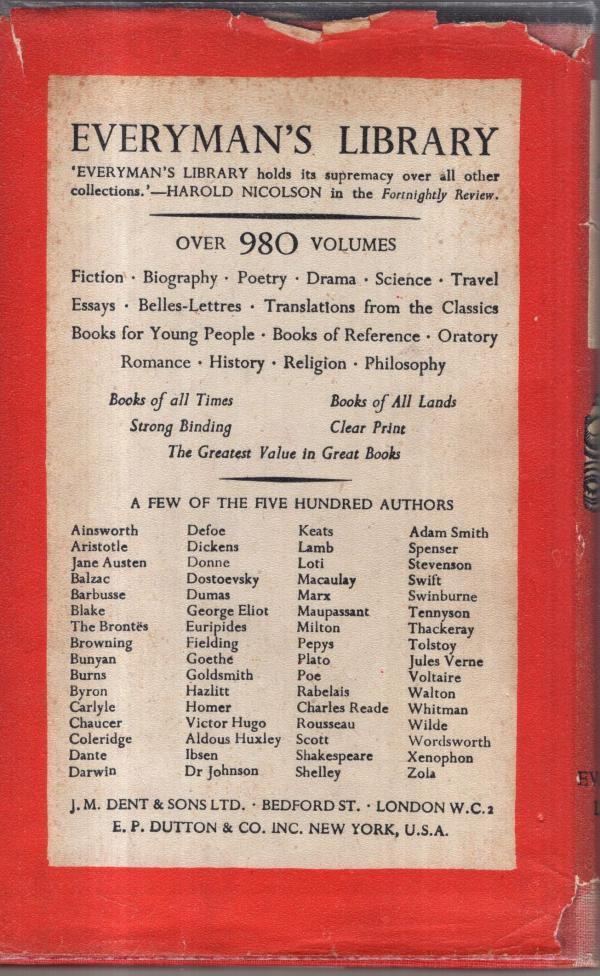 EVERYMAN'S LIBRARY
'EVERYMAN'S LIBRARY holds its supremacy over all other
collections.'—HAROLD NICOLSON in the Fortnightly Review.
OVER 980 VOLUMES
Fiction · Biography · Poetry · Drama · Science · Travel
Essays · Belles-Lettres · Translations from the Classics
Books for Young People · Books of Reference · Oratory
Romance · History · Religion · Philosophy
Books of all Times Books of All Lands
Strong Binding Clear Print
The Greatest Value in Great Books
A FEW OF THE FIVE HUNDRED AUTHORS
Ainsworth Defoe Keats Adam Smith
Aristotle Dickens Lamb Spenser
Jane Austen Donne Loti Stevenson
Balzac Dostoevsky Macaulay Swift
Barbusse Dumas Marx Swinburne
Blake George Eliot Maupassant Tennyson
The Brontës Euripides Milton Thackeray
Browning Fielding Pepys Tolstoy
Bunyan Goethe Plato Jules Verne
Burns Goldsmith Poe Voltaire
Byron Hazlitt Rabelais Walton
Carlyle Homer Charles Reade Whitman
Chaucer Victor Hugo Rousseau Wilde
Coleridge Aldous Huxley Scott Wordsworth
Dante Ibsen Shakespeare Xenophon
Darwin Dr Johnson Shelley Zola
J. M. DENT & SONS LTD. · BEDFORD ST. · LONDON W.C.2
E. P. DUTTON & CO. INC. NEW YORK, U.S.A.